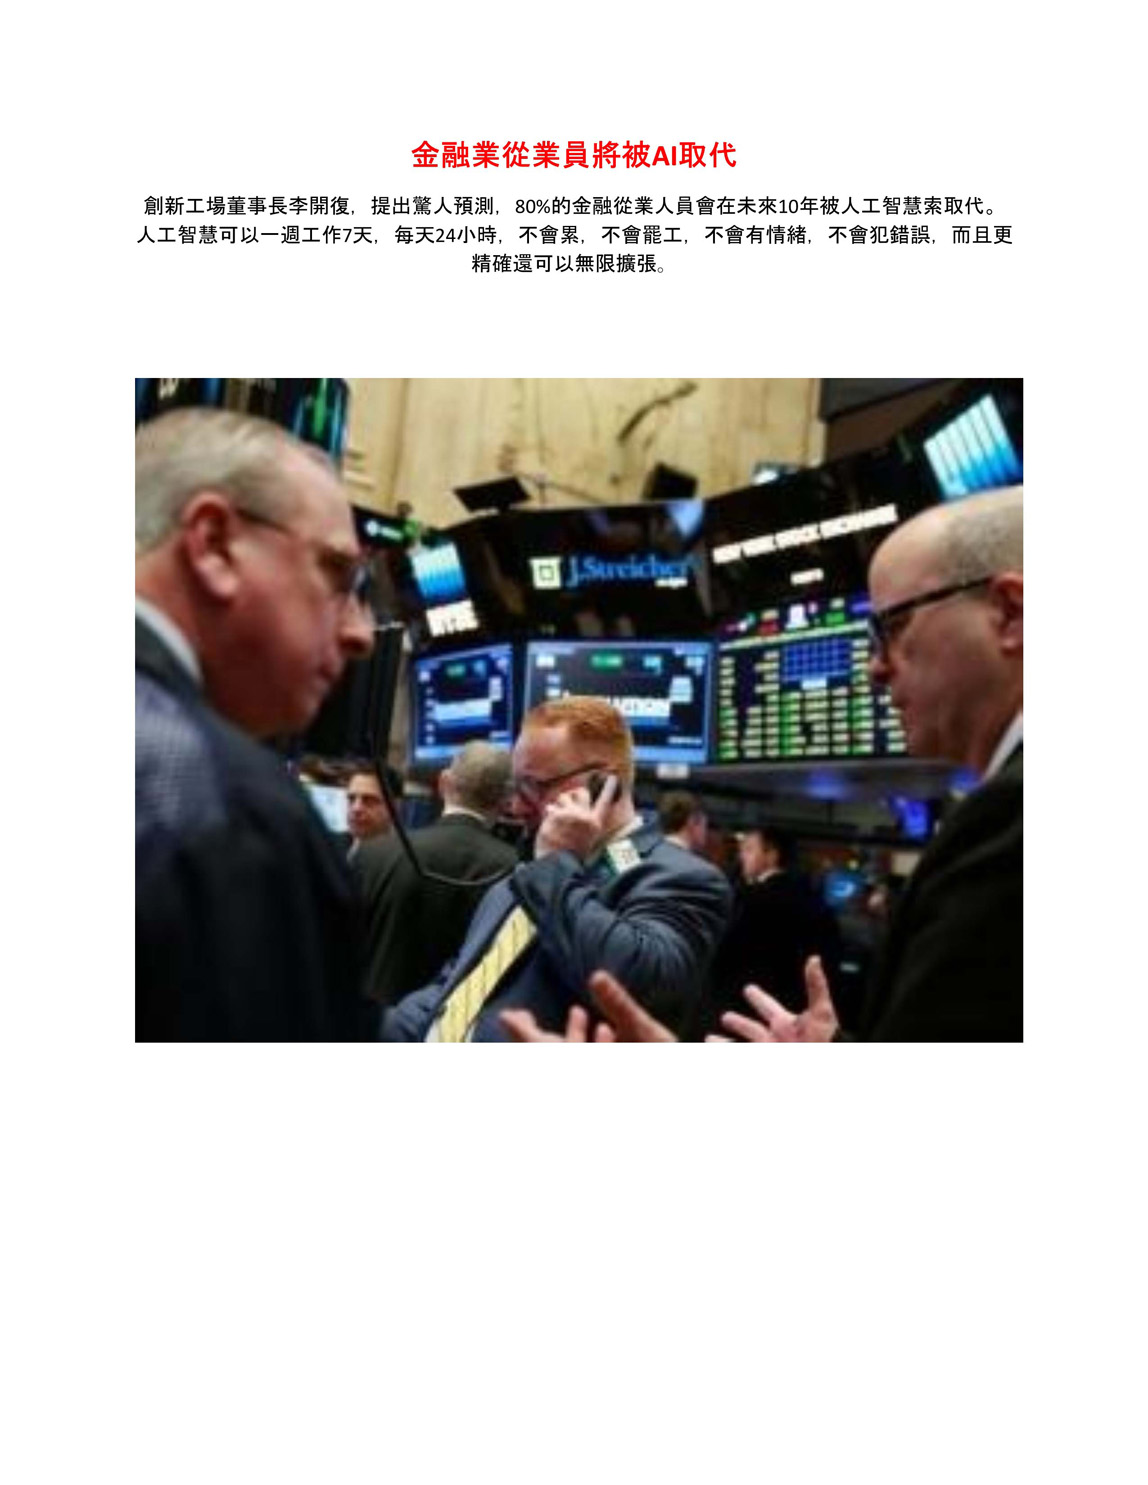 金融業從業員將被AI取代
創新工場董事長李開復，提出驚人預測，80%的金融從業人員會在未來10年被人工智慧索取代。
人工智慧可以一週工作7天，每天24小時，不會累，不會罷工，不會有情緒，不會犯錯誤，而且更
精確還可以無限擴張。
J.Streicher
NEW YORK STOCK EXCHANGE
NYSE